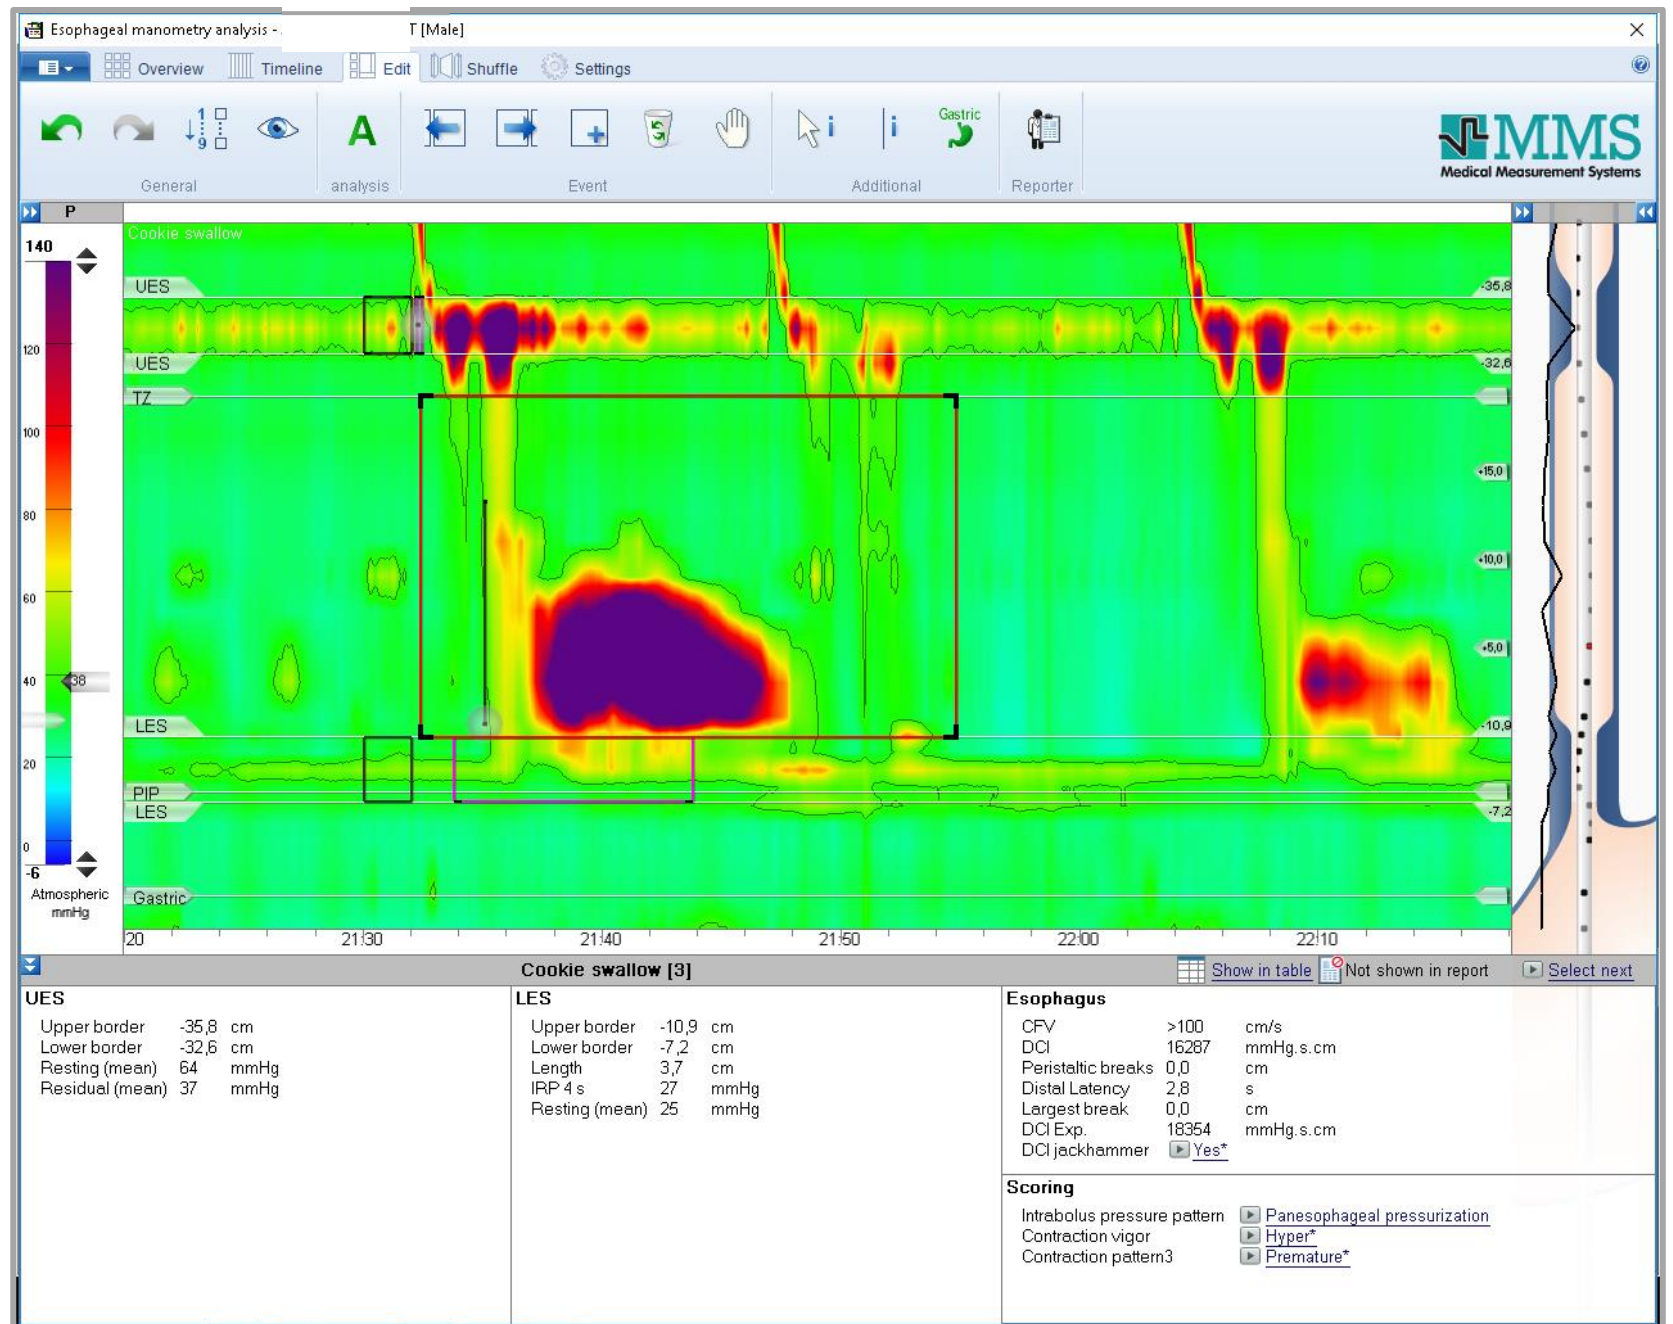 Esophageal manometry analysis - T [Male]
Overview Timeline Edit Shuffle Settings
1
9
A
i
i
Gastric
General analysis Event Additional Reporter
MMS
Medical Measurement Systems
P
140
120
100
80
60
40
38
20
0
-6
Atmospheric
mmHg
Cookie swallow
UES -35,8
UES -32,6
TZ
+15,0
+10,0
+5,0
LES -10,9
PIP
LES -7,2
Gastric
20 21:30 21:40 21:50 22:00 22:10
Cookie swallow [3] Show in table Not shown in report Select next
UES
Upper border -35,8 cm
Lower border -32,6 cm
Resting (mean) 64 mmHg
Residual (mean) 37 mmHg
LES
Upper border -10,9 cm
Lower border -7,2 cm
Length 3,7 cm
IRP 4 s 27 mmHg
Resting (mean) 25 mmHg
Esophagus
CFV >100 cm/s
DCI 16287 mmHg.s.cm
Peristaltic breaks 0,0 cm
Distal Latency 2,8 s
Largest break 0,0 cm
DCI Exp. 18354 mmHg.s.cm
DCI jackhammer Yes*
Scoring
Intrabolus pressure pattern Panesophageal pressurization
Contraction vigor Hyper*
Contraction pattern3 Premature*